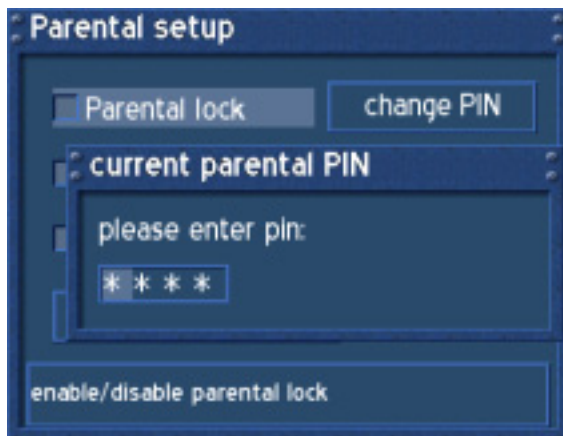 Parental setup
Parental lock
change PIN
current parental PIN
please enter pin:
* * * *
enable/disable parental lock